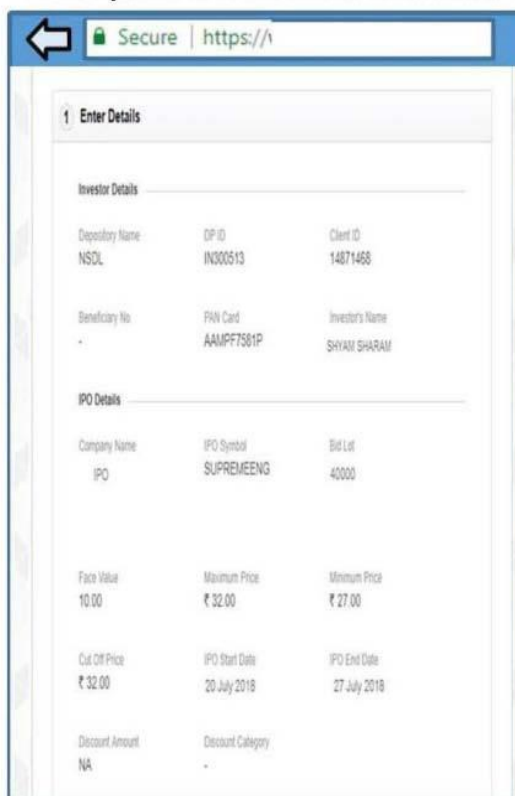 Secure | https://
1 Enter Details
Investor Details
Depository Name DP ID Client ID
NSDL IN300513 14871468
Beneficiary No PAN Card Investor's Name
- AAMPF7581P SHYAM SHARAM
IPO Details
Company Name IPO Symbol Bid Lot
IPO SUPREMEENG 40000
Face Value Maximum Price Minimum Price
10.00 ₹ 32.00 ₹ 27.00
Cut Off Price IPO Start Date IPO End Date
₹ 32.00 20 July 2018 27 July 2018
Discount Amount Discount Category
NA -